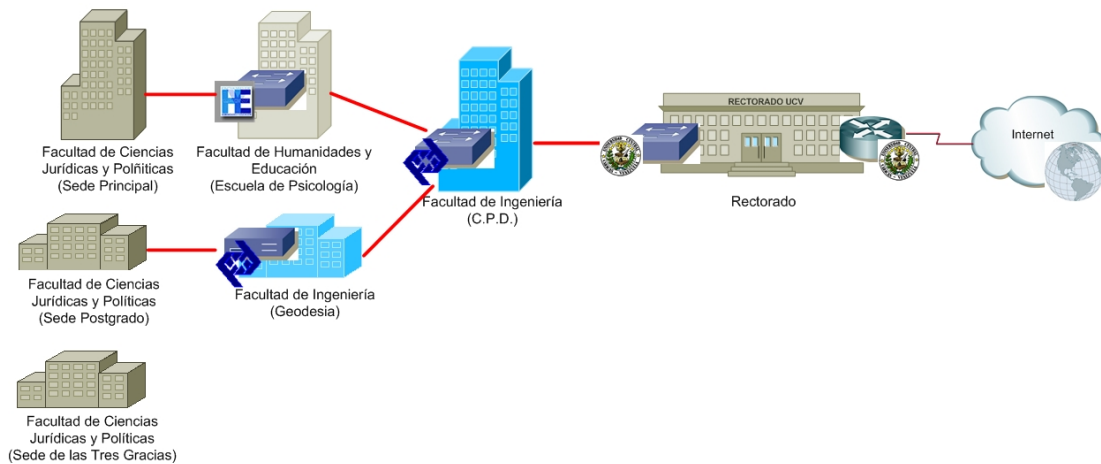 Facultad de Ciencias
Jurídicas y Polñiticas
(Sede Principal)
HE
Facultad de Humanidades y
Educación
(Escuela de Psicología)
Facultad de Ingeniería
(C.P.D.)
RECTORADO UCV
Rectorado
Internet
Facultad de Ciencias
Jurídicas y Políticas
(Sede Postgrado)
Facultad de Ingeniería
(Geodesia)
Facultad de Ciencias
Jurídicas y Políticas
(Sede de las Tres Gracias)